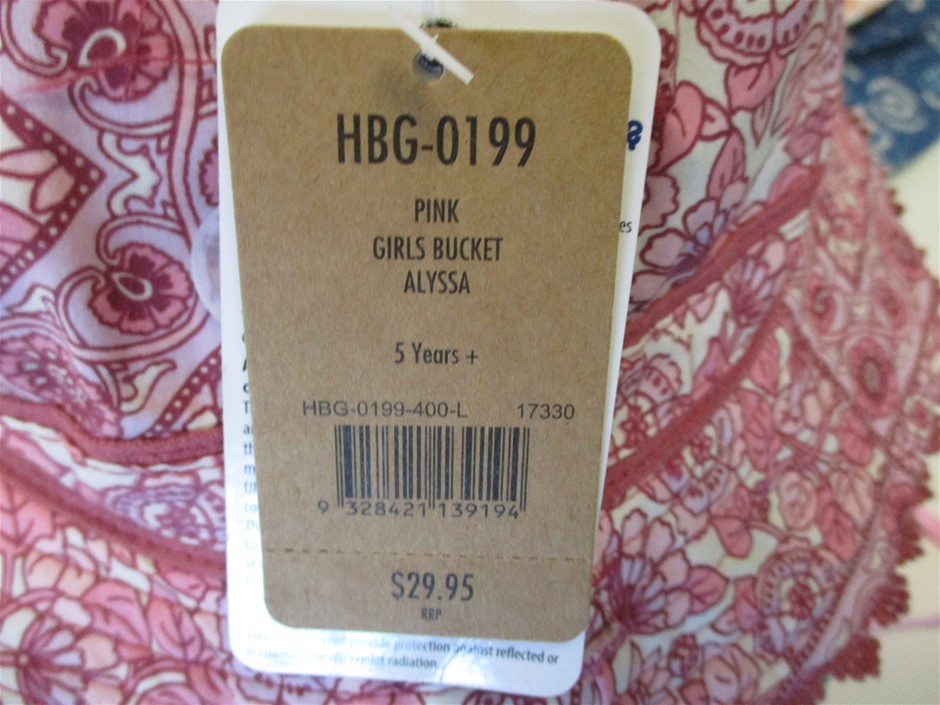 HBG-0199
PINK
GIRLS BUCKET
ALYSSA
5 Years +
HBG-0199-400-L 17330
9 328421 139194
$29.95
RRP
not provide protection against reflected or
radiation.